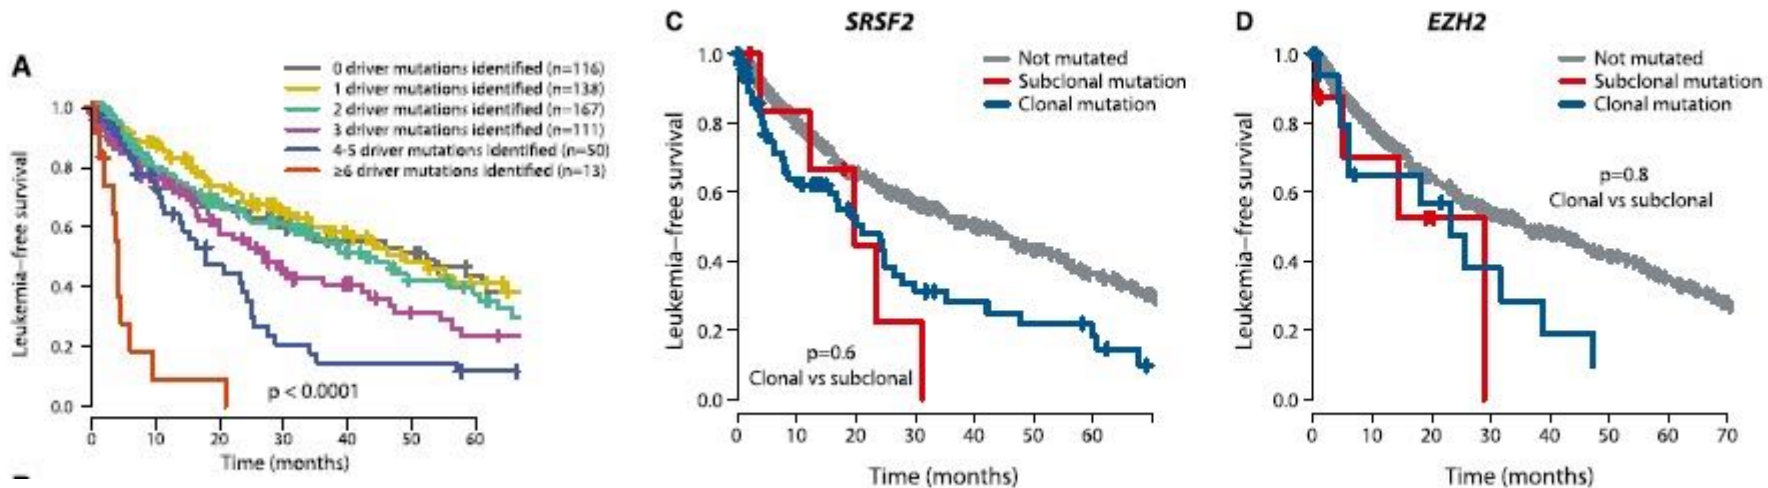 A
0 driver mutations identified (n=116)
1 driver mutations identified (n=138)
2 driver mutations identified (n=167)
3 driver mutations identified (n=111)
4-5 driver mutations identified (n=50)
≥6 driver mutations identified (n=13)
Leukemia-free survival
1.0
0.8
0.6
0.4
0.2
0.0
p < 0.0001
0 10 20 30 40 50 60
Time (months)
C
SRSF2
Not mutated
Subclonal mutation
Clonal mutation
Leukemia-free survival
1.0
0.8
0.6
0.4
0.2
0.0
p=0.6
Clonal vs subclonal
0 10 20 30 40 50 60
Time (months)
D
EZH2
Not mutated
Subclonal mutation
Clonal mutation
Leukemia-free survival
1.0
0.8
0.6
0.4
0.2
0.0
p=0.8
Clonal vs subclonal
0 10 20 30 40 50 60 70
Time (months)